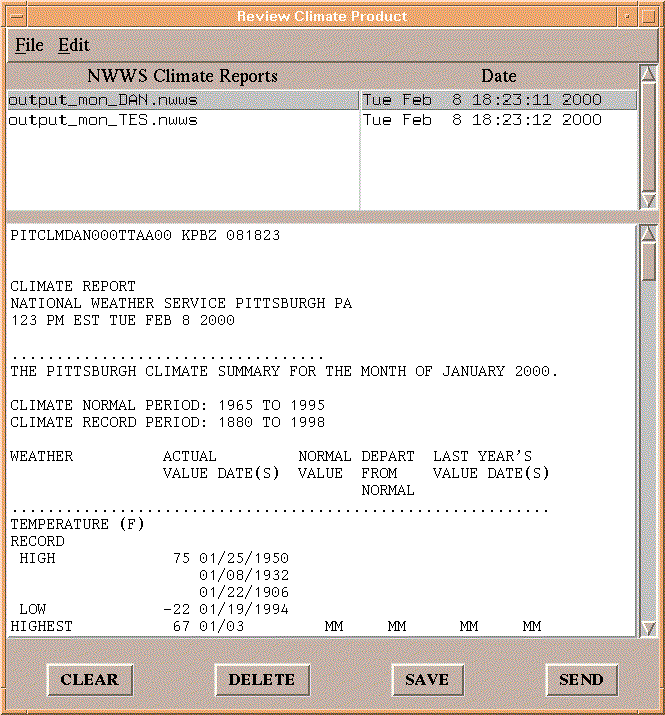 Review Climate Product
File Edit
NWWS Climate Reports Date
output_mon_DAN.nwws Tue Feb  8 18:23:11 2000
output_mon_TES.nwws Tue Feb  8 18:23:12 2000
PITCLMDAN000TTAA00 KPBZ 081823
CLIMATE REPORT
NATIONAL WEATHER SERVICE PITTSBURGH PA
123 PM EST TUE FEB 8 2000
...................................
THE PITTSBURGH CLIMATE SUMMARY FOR THE MONTH OF JANUARY 2000.
CLIMATE NORMAL PERIOD: 1965 TO 1995
CLIMATE RECORD PERIOD: 1880 TO 1998
WEATHER          ACTUAL         NORMAL DEPART  LAST YEAR'S
                 VALUE DATE(S)  VALUE  FROM    VALUE DATE(S)
                                       NORMAL
............................................................
TEMPERATURE (F)
RECORD
 HIGH             75 01/25/1950
                     01/08/1932
                     01/22/1906
 LOW             -22 01/19/1994
HIGHEST           67 01/03         MM     MM      MM     MM
CLEAR DELETE SAVE SEND